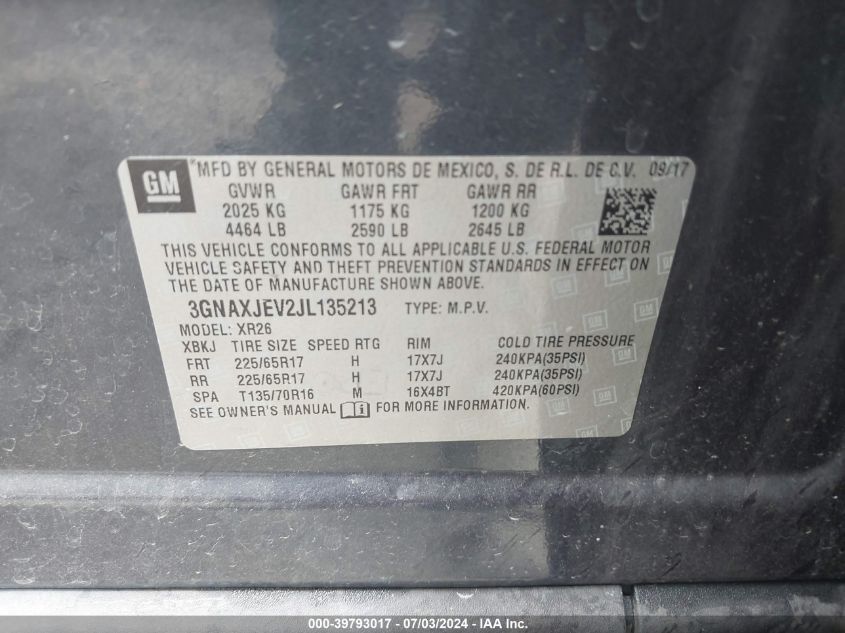 GM *MFD BY GENERAL MOTORS DE MEXICO, S. DE R.L. DE C.V. 09/17
GVWR GAWR FRT GAWR RR
2025 KG 1175 KG 1200 KG
4464 LB 2590 LB 2645 LB
THIS VEHICLE CONFORMS TO ALL APPLICABLE U.S. FEDERAL MOTOR
VEHICLE SAFETY AND THEFT PREVENTION STANDARDS IN EFFECT ON
THE DATE OF MANUFACTURE SHOWN ABOVE.
3GNAXJEV2JL135213 TYPE: M.P.V.
MODEL: XR26
XBKJ TIRE SIZE SPEED RTG RIM COLD TIRE PRESSURE
FRT 225/65R17 H 17X7J 240KPA(35PSI)
RR 225/65R17 H 17X7J 240KPA(35PSI)
SPA T135/70R16 M 16X4BT 420KPA(60PSI)
SEE OWNER'S MANUAL FOR MORE INFORMATION.
000-39793017 - 07/03/2024 - IAAI Inc.